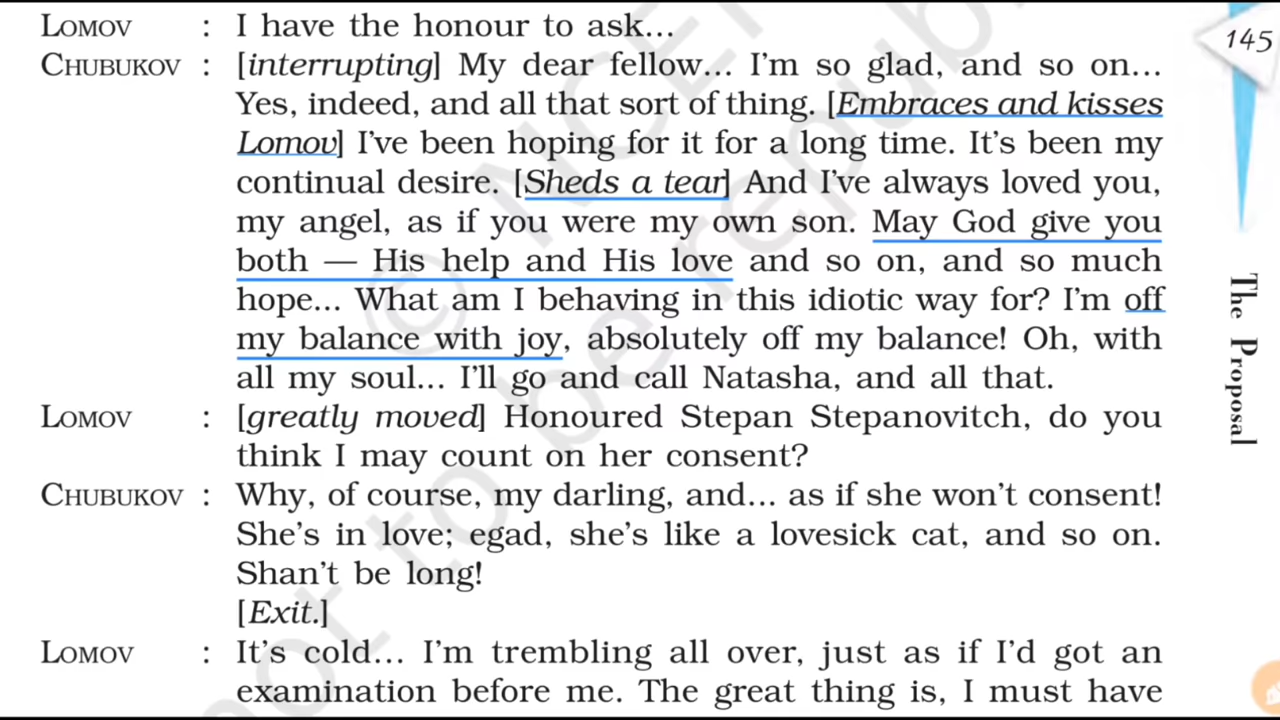 LOMOV : I have the honour to ask...
CHUBUKOV : [interrupting] My dear fellow... I'm so glad, and so on...
Yes, indeed, and all that sort of thing. [Embraces and kisses
Lomov] I've been hoping for it for a long time. It's been my
continual desire. [Sheds a tear] And I've always loved you,
my angel, as if you were my own son. May God give you
both — His help and His love and so on, and so much
hope... What am I behaving in this idiotic way for? I'm off
my balance with joy, absolutely off my balance! Oh, with
all my soul... I'll go and call Natasha, and all that.
LOMOV : [greatly moved] Honoured Stepan Stepanovitch, do you
think I may count on her consent?
CHUBUKOV : Why, of course, my darling, and... as if she won't consent!
She's in love; egad, she's like a lovesick cat, and so on.
Shan't be long!
[Exit.]
LOMOV : It's cold... I'm trembling all over, just as if I'd got an
examination before me. The great thing is, I must have
145
The Proposal
© NCE
not to be republ